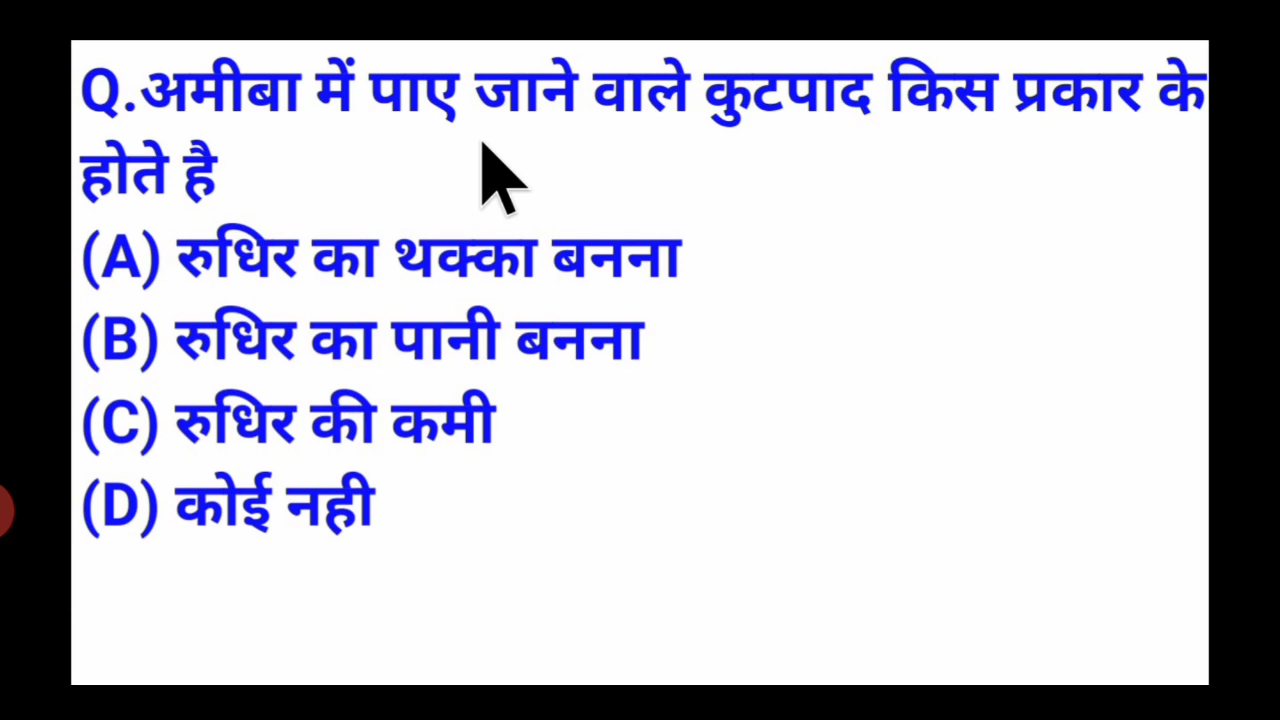 Q.अमीबा में पाए जाने वाले कुटपाद किस प्रकार के
होते है
(A) रुधिर का थक्का बनना
(B) रुधिर का पानी बनना
(C) रुधिर की कमी
(D) कोई नही